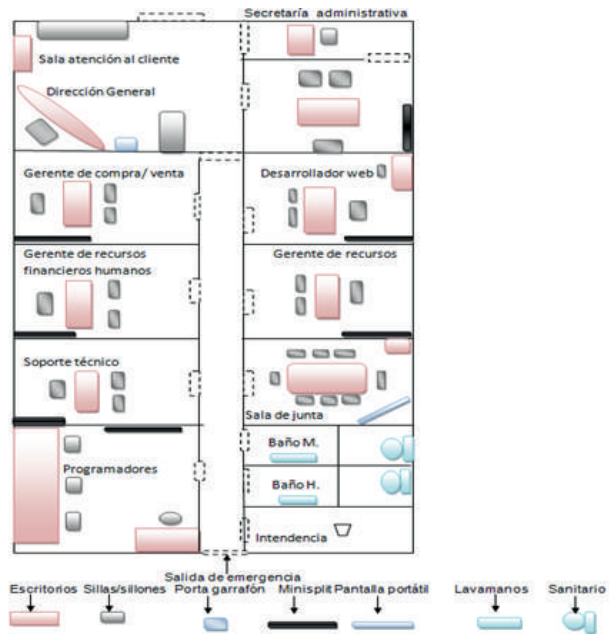 Secretaría administrativa
Sala atención al cliente
Dirección General
Gerente de compra/ venta
Desarrollador web
Gerente de recursos
financieros humanos
Gerente de recursos
Soporte técnico
Sala de junta
Baño M.
Programadores
Baño H.
Intendencia
Salida de emergencia
Escritorios
Sillas/sillones
Porta garrafón
Minisplit
Pantalla portátil
Lavamanos
Sanitario